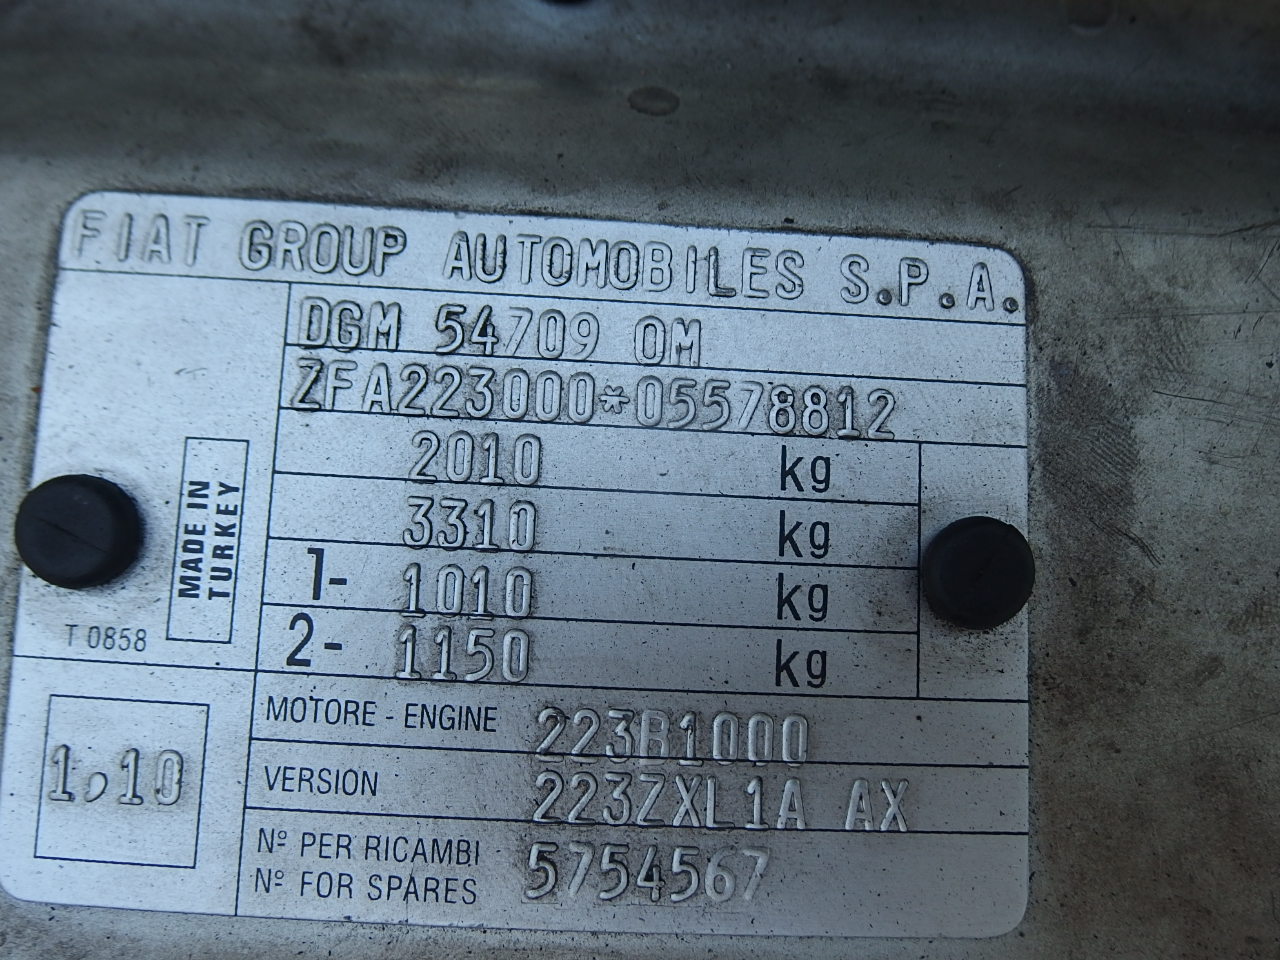 FIAT GROUP AUTOMOBILES S.P.A.
DGM 54709 OM
ZFA223000*05578812
2010 kg
3310 kg
1- 1010 kg
2- 1150 kg
MADE IN
TURKEY
T 0858
MOTORE - ENGINE 223B1000
1,10
VERSION 223ZXL1A AX
Nº PER RICAMBI
Nº FOR SPARES 5754567